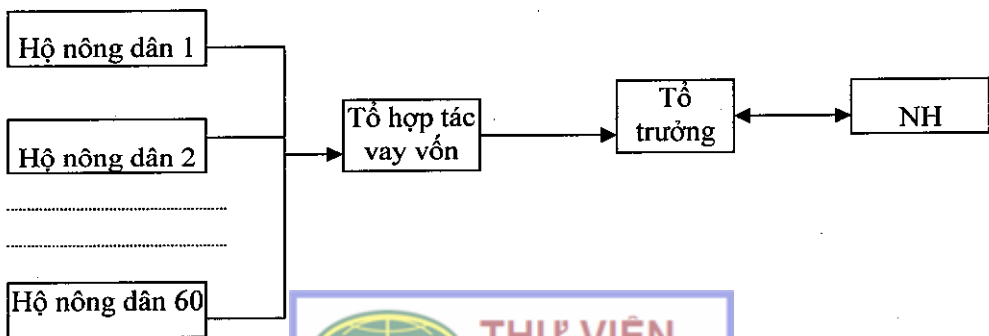 Hộ nông dân 1
Hộ nông dân 2
Hộ nông dân 60
Tổ hợp tác
vay vốn
Tổ
trưởng
NH
THƯ VIỆN